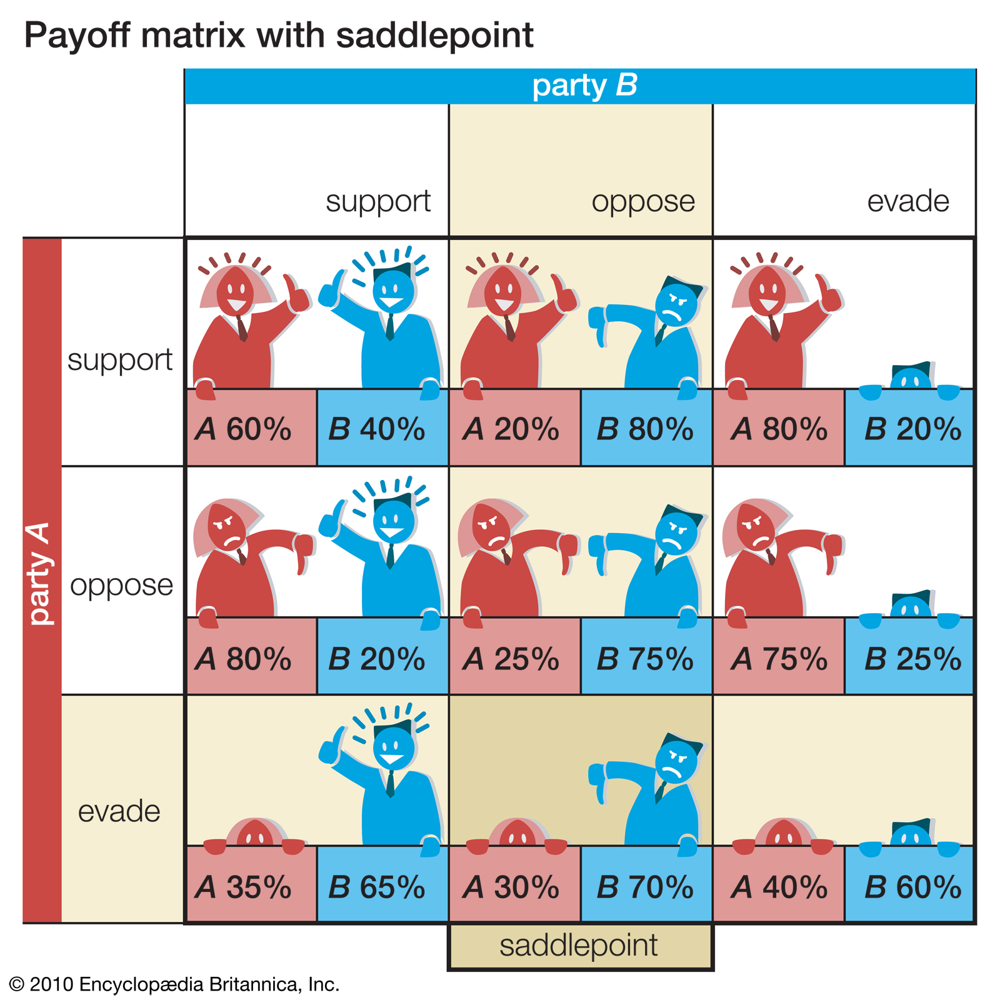 Payoff matrix with saddlepoint
party B
support
oppose
evade
party A
support
A 60%
B 40%
A 20%
B 80%
A 80%
B 20%
oppose
A 80%
B 20%
A 25%
B 75%
A 75%
B 25%
evade
A 35%
B 65%
A 30%
B 70%
A 40%
B 60%
saddlepoint
© 2010 Encyclopædia Britannica, Inc.